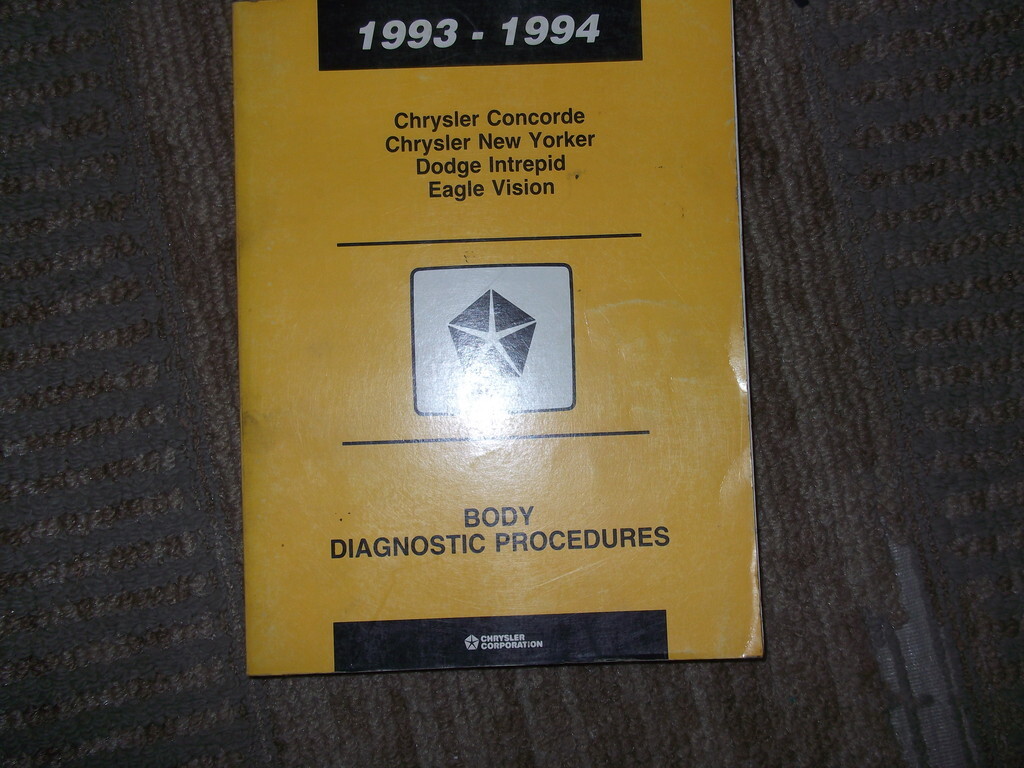 1993 - 1994
Chrysler Concorde
Chrysler New Yorker
Dodge Intrepid
Eagle Vision
BODY
DIAGNOSTIC PROCEDURES
CHRYSLER
CORPORATION